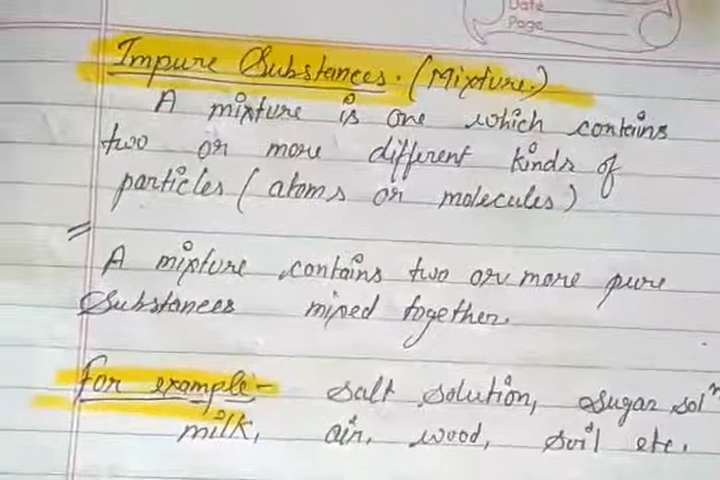 Date
Page
Impure Substances. (Mixture.)
A mixture is one which contains
two or more different kinds of
particles (atoms or molecules)
A mixture contains two or more pure
Substances mixed together.
For example- salt solution, sugar solⁿ
milk, air, wood, soil etc.